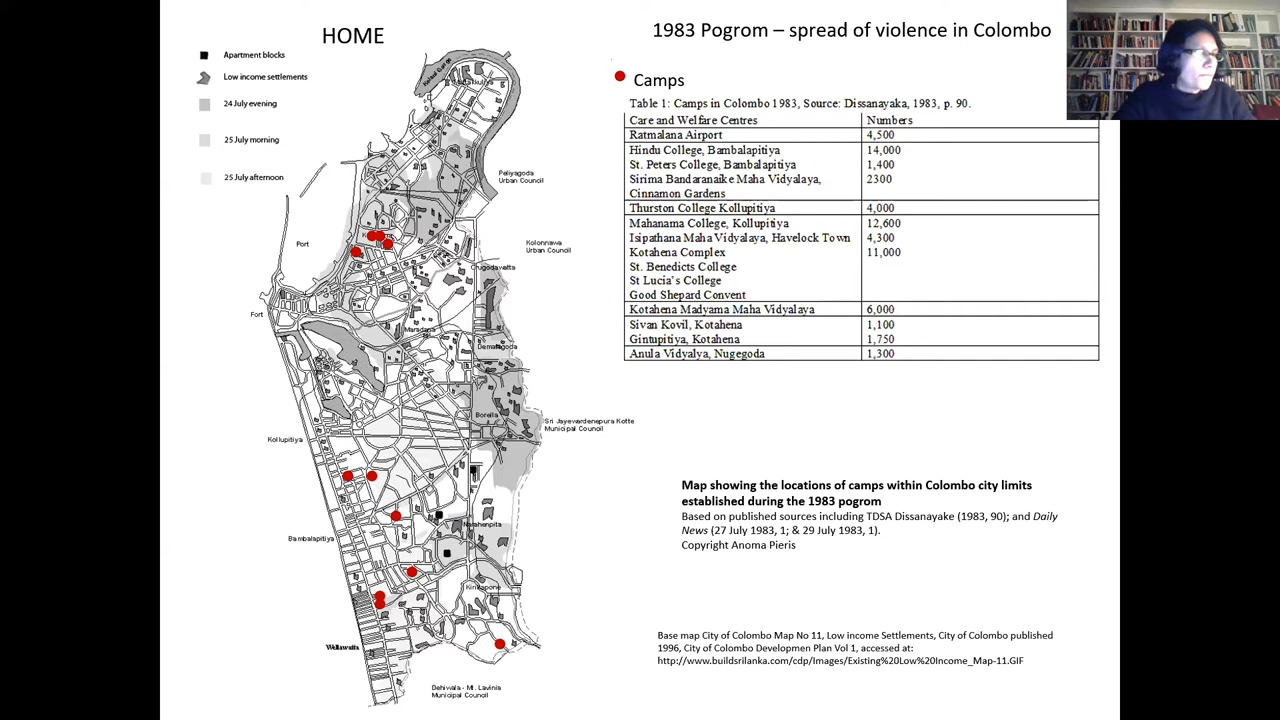 HOME
1983 Pogrom – spread of violence in Colombo
Apartment blocks
Low income settlements
24 July evening
25 July morning
25 July afternoon
Camps
Table 1: Camps in Colombo 1983, Source: Dissanayaka, 1983, p. 90.
Care and Welfare Centres Numbers
Ratmalana Airport 4,500
Hindu College, Bambalapitiya 14,000
St. Peters College, Bambalapitiya 1,400
Sirima Bandaranaike Maha Vidyalaya, 2300
Cinnamon Gardens
Thurston College Kollupitiya 4,000
Mahanama College, Kollupitiya 12,600
Isipathana Maha Vidyalaya, Havelock Town 4,300
Kotahena Complex 11,000
St. Benedicts College
St Lucia's College
Good Shepard Convent
Kotahena Madyama Maha Vidyalaya 6,000
Sivan Kovil, Kotahena 1,100
Gintupitiya, Kotahena 1,750
Anula Vidyalya, Nugegoda 1,300
Peliyagoda
Urban Council
Port
Kolonnawa
Urban Council
Orugodavatta
Fort
Maradana
Dematagoda
Borella
Sri Jayewardenepura Kotte
Municipal Council
Kollupitiya
Narahenpita
Bambalapitiya
Kirilapone
Wellawatta
Dehiwala - Mt. Lavinia
Municipal Council
Map showing the locations of camps within Colombo city limits
established during the 1983 pogrom
Based on published sources including TDSA Dissanayake (1983, 90); and Daily
News (27 July 1983, 1; & 29 July 1983, 1).
Copyright Anoma Pieris
Base map City of Colombo Map No 11, Low income Settlements, City of Colombo published
1996, City of Colombo Developmen Plan Vol 1, accessed at:
http://www.buildsrilanka.com/cdp/Images/Existing%20Low%20Income_Map-11.GIF